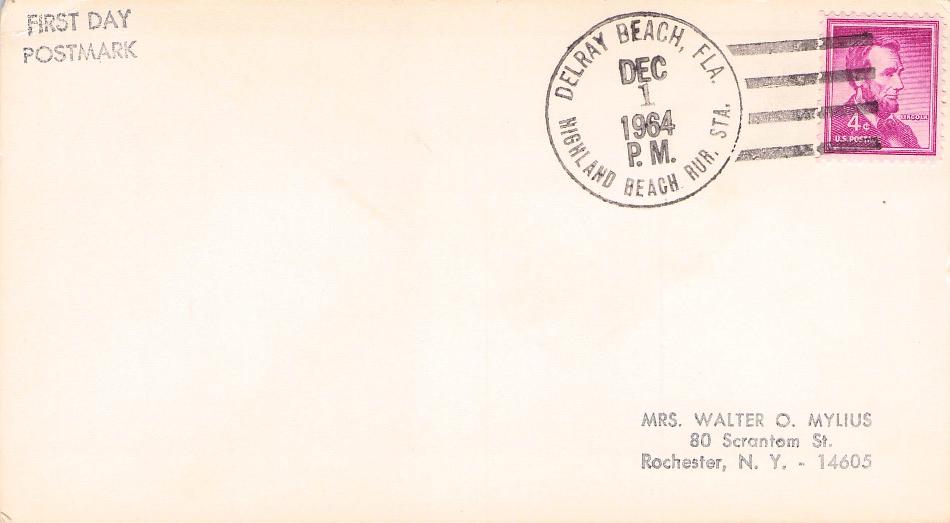 FIRST DAY
POSTMARK
DELRAY BEACH, FLA.
DEC
1
1964
P.M.
HIGHLAND BEACH RUR. STA.
4¢
LINCOLN
U.S. POSTAGE
MRS. WALTER O. MYLIUS
80 Scrantom St.
Rochester, N. Y. - 14605